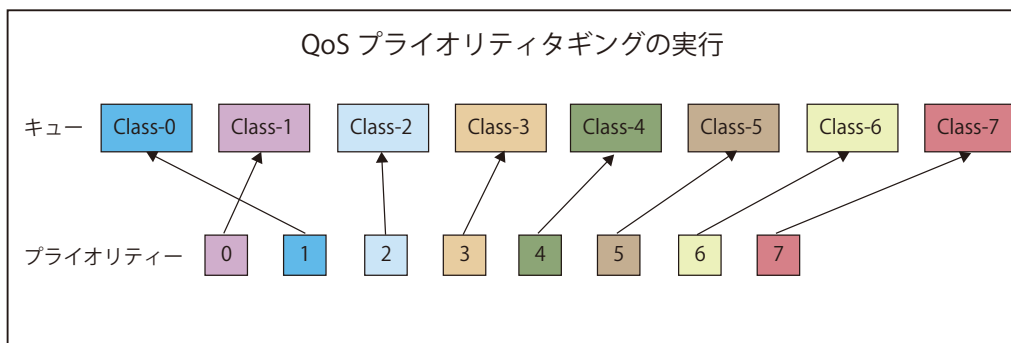 QoS プライオリティタギングの実行
キュー Class-0 Class-1 Class-2 Class-3 Class-4 Class-5 Class-6 Class-7
プライオリティー 0 1 2 3 4 5 6 7